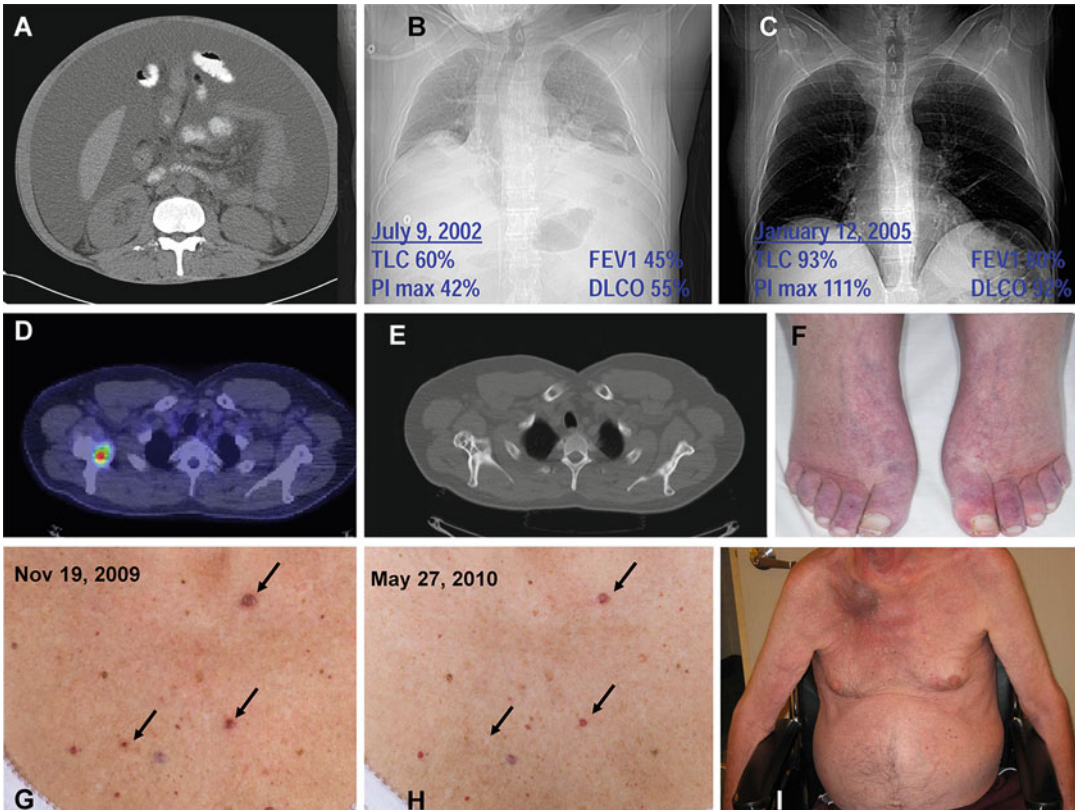 A
B
July 9, 2002
TLC 60% FEV1 45%
PI max 42% DLCO 55%
C
January 12, 2005
TLC 93% FEV1 80%
PI max 111% DLCO 92%
D
E
F
Nov 19, 2009
G
May 27, 2010
H
I